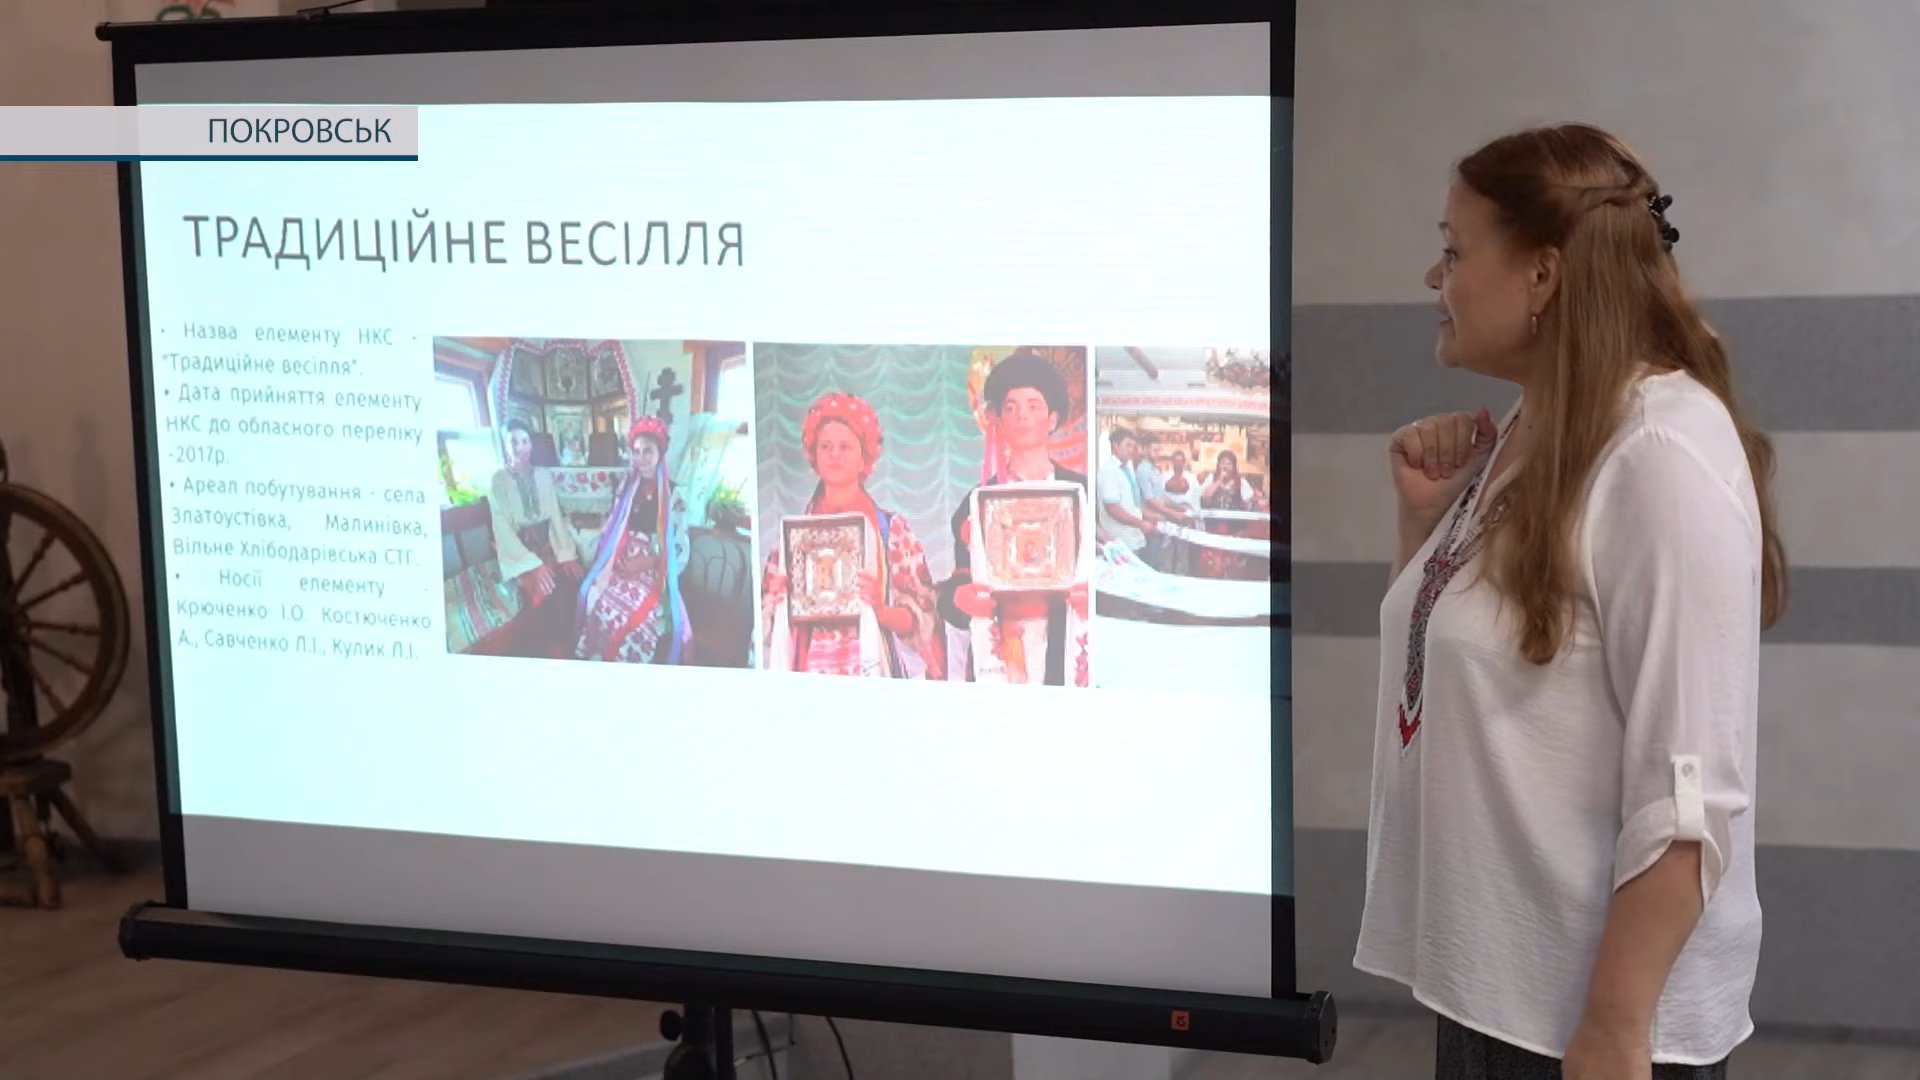 ПОКРОВСЬК
ТРАДИЦІЙНЕ ВЕСІЛЛЯ
• Назва елементу НКС -
"Традиційне весілля".
• Дата прийняття елементу
НКС до обласного переліку
-2017р.
• Ареал побутування - села
Златоустівка, Малинівка,
Вільне Хлібодарівська СТГ.
• Носії елементу -
Крюченко І.О. Костюченко
А., Савченко Л.І., Кулик Л.І.